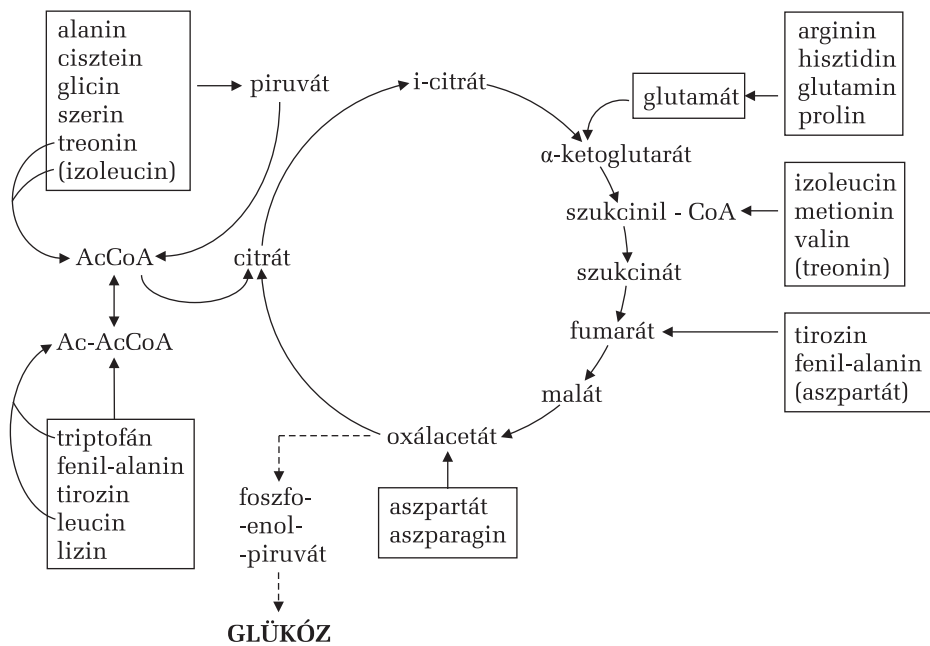 alanin
cisztein
glicin
szerin
treonin
(izoleucin)
piruvát
i-citrát
glutamát
arginin
hisztidin
glutamin
prolin
α-ketoglutarát
szukcinil - CoA
izoleucin
metionin
valin
(treonin)
AcCoA
citrát
szukcinát
Ac-AcCoA
fumarát
tirozin
fenil-alanin
(aszpartát)
malát
oxálacetát
triptofán
fenil-alanin
tirozin
leucin
lizin
foszfo-
-enol-
-piruvát
aszpartát
aszparagin
GLÜKÓZ